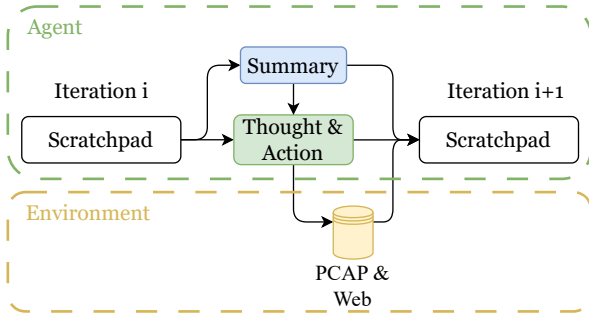 Agent
Summary
Iteration i
Iteration i+1
Scratchpad
Thought &
Action
Scratchpad
Environment
PCAP &
Web